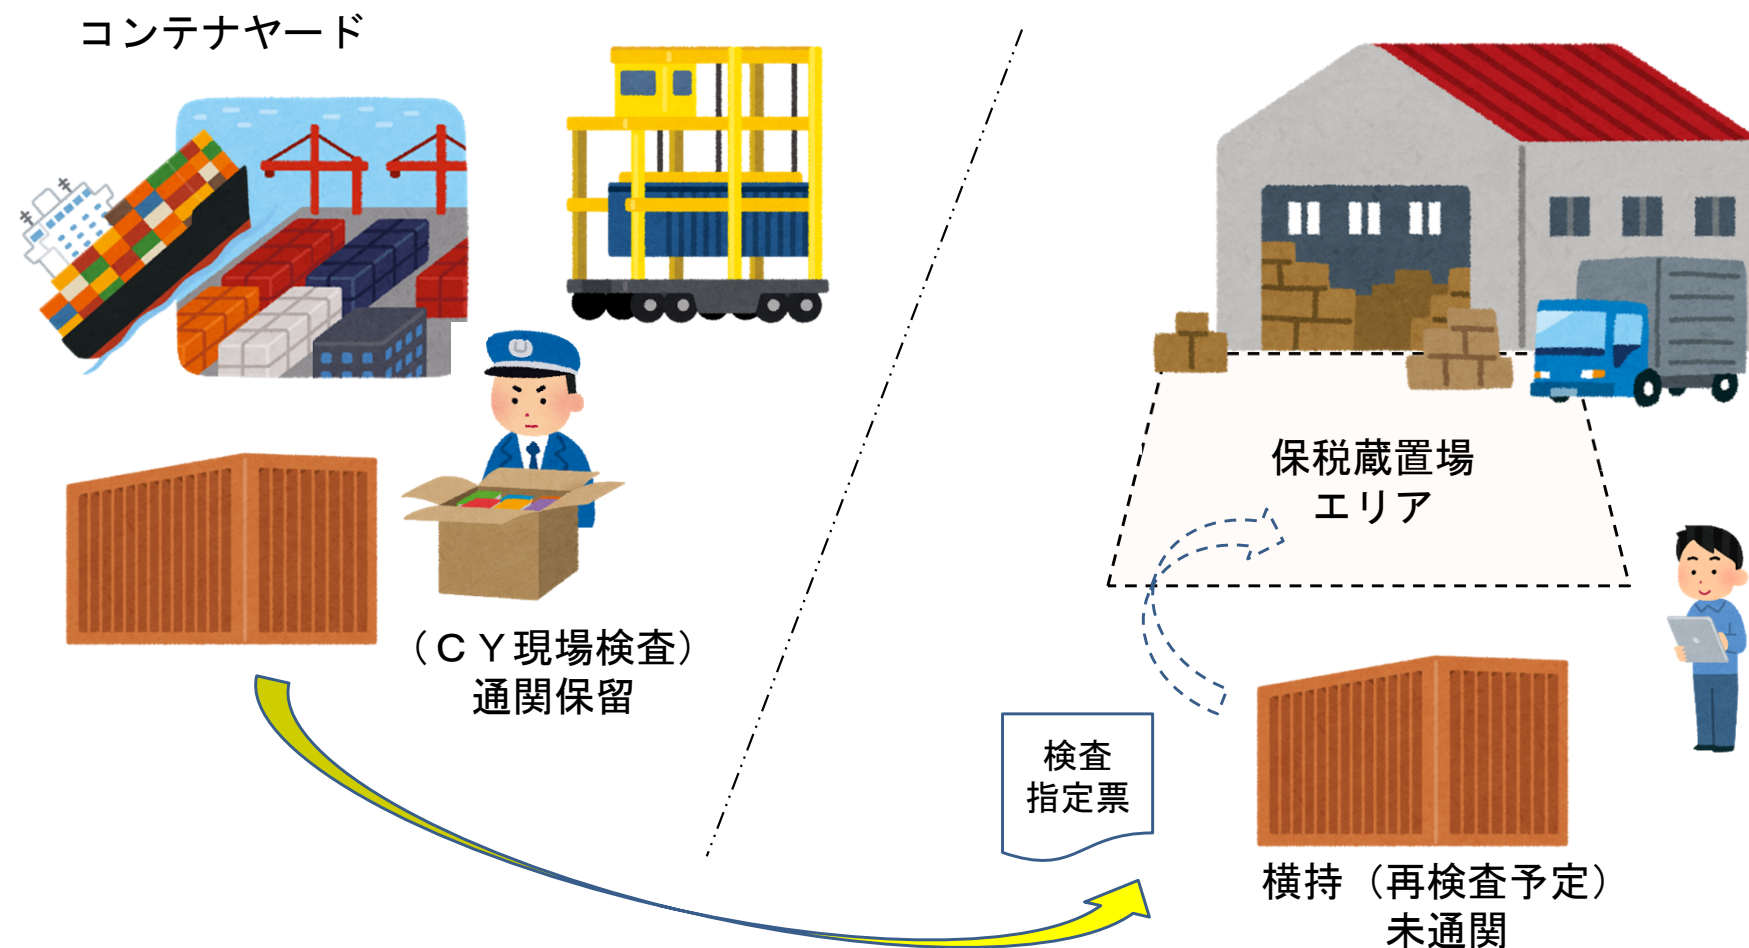 コンテナヤード
（ＣＹ現場検査）
通関保留
保税蔵置場
エリア
検査
指定票
横持（再検査予定）
未通関